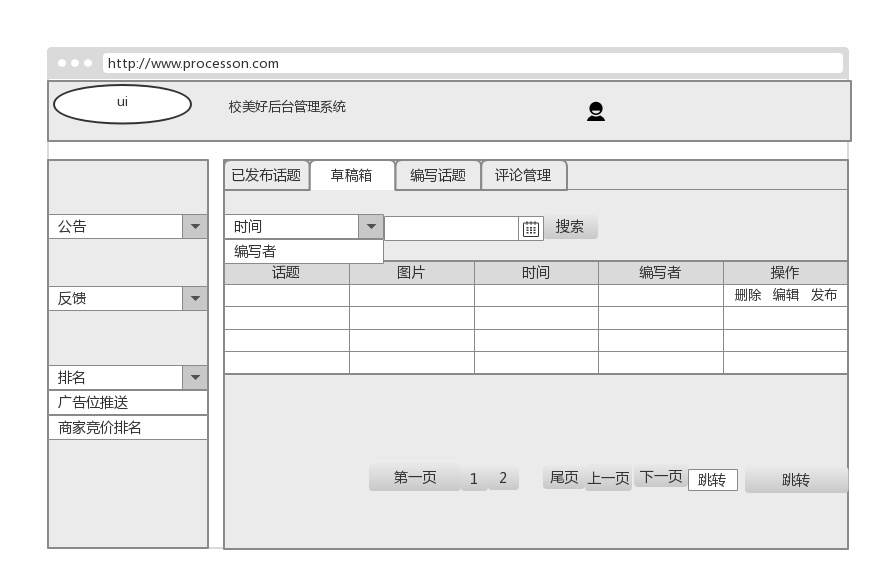 http://www.processon.com
ui
校美好后台管理系统
已发布话题 草稿箱 编写话题 评论管理
公告
时间 搜索
编写者
话题 图片 时间 编写者 操作
删除 编辑 发布
反馈
排名
广告位推送
商家竞价排名
第一页 1 2 尾页 上一页 下一页 跳转 跳转